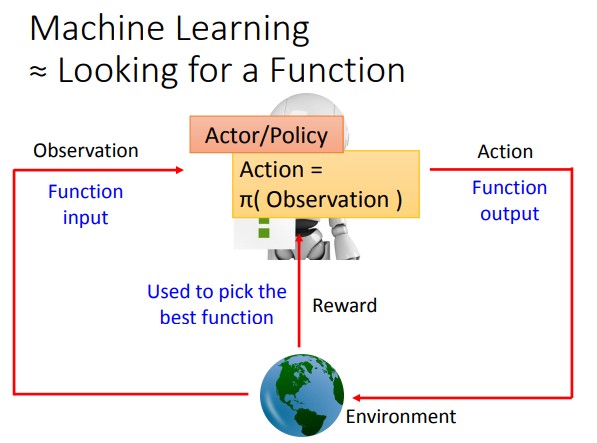 Machine Learning
≈ Looking for a Function
Actor/Policy
Observation
Action =
Action
Function
input
π( Observation )
Function
output
Used to pick the
best function
Reward
Environment